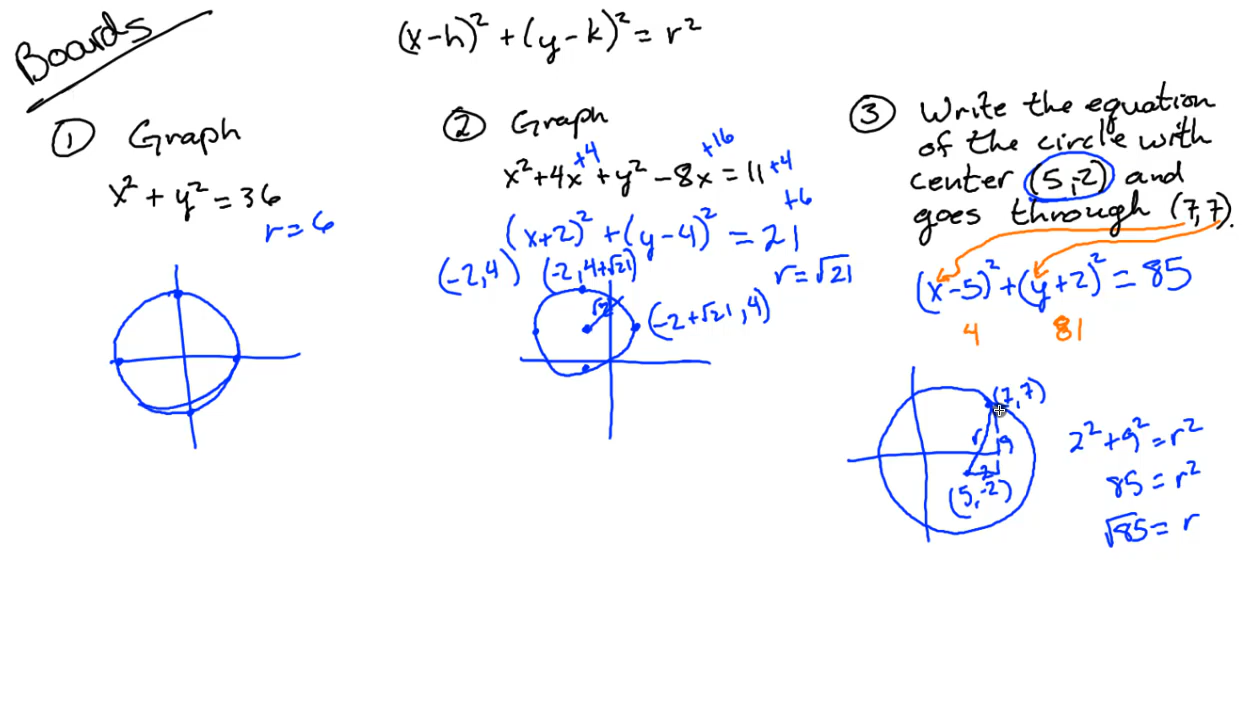 Boards
(x-h)² + (y-k)² = r²
① Graph
x² + y² = 36
r = 6
② Graph
+4 +16
x² + 4x + y² - 8x = 11 +4
+6
(x+2)² + (y-4)² = 21
(-2,4) (-2, 4+√21) r = √21
√21
(-2+√21, 4)
③ Write the equation
of the circle with
center (5,-2) and
goes through (7,7).
(x-5)² + (y+2)² = 85
4 81
(7,7)
r 9
2
(5,-2)
2² + 9² = r²
85 = r²
√85 = r